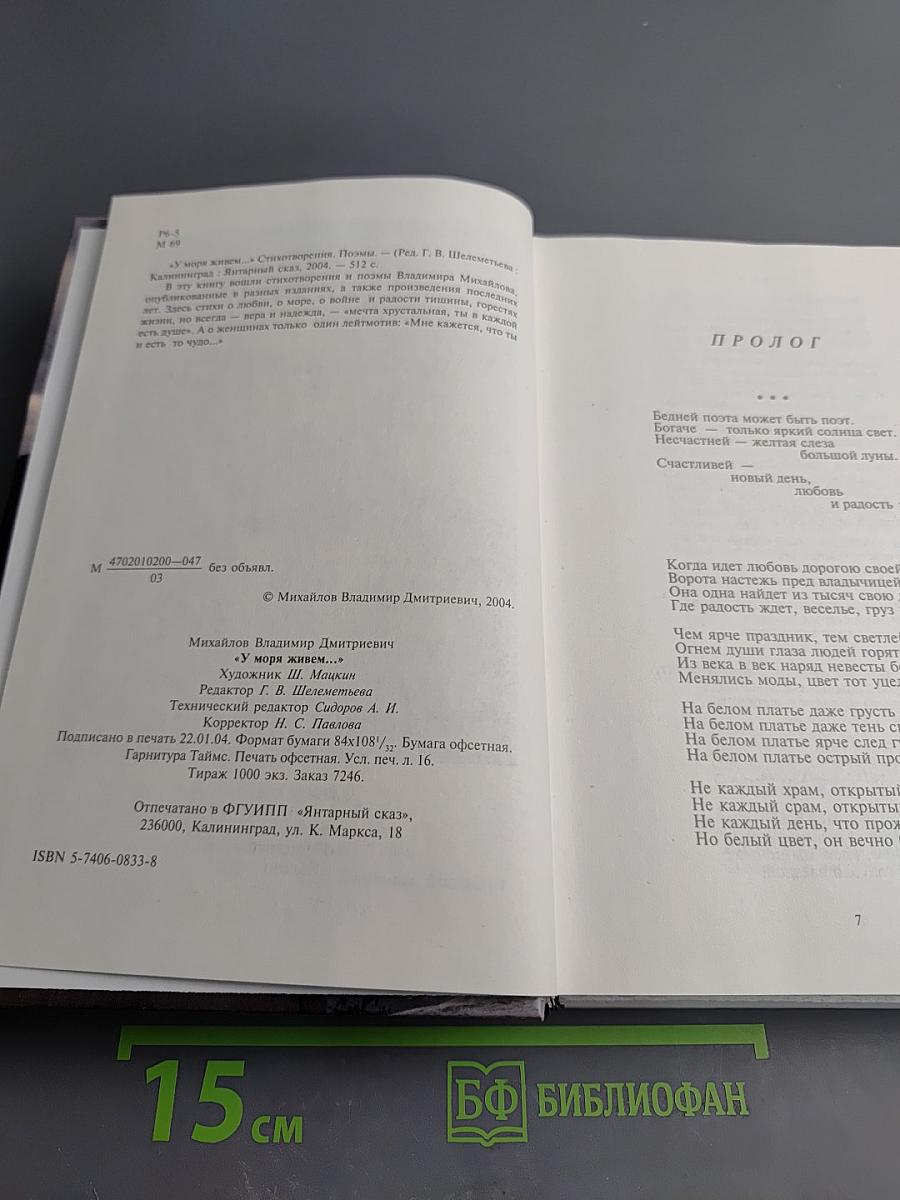 Р6-5
М 69
«У моря живем...» Стихотворения. Поэмы. — (Ред. Г. В. Шелеметьева :
Калининград : Янтарный сказ, 2004. — 512 с.
В эту книгу вошли стихотворения и поэмы Владимира Михайлова,
опубликованные в разных изданиях, а также произведения последних
лет. Здесь стихи о любви, о море, о войне и радости тишины, горестях
жизни, но всегда — вера и надежда, — «мечта хрустальная, ты в каждой
есть душе». А о женщинах только один лейтмотив: «Мне кажется, что ты
и есть то чудо...»
М 4702010200—047/03 без объявл.
© Михайлов Владимир Дмитриевич, 2004.
Михайлов Владимир Дмитриевич
«У моря живем...»
Художник Ш. Мацкин
Редактор Г. В. Шелеметьева
Технический редактор Сидоров А. И.
Корректор Н. С. Павлова
Подписано в печать 22.01.04. Формат бумаги 84х108¹/₃₂. Бумага офсетная.
Гарнитура Таймс. Печать офсетная. Усл. печ. л. 16.
Тираж 1000 экз. Заказ 7246.
Отпечатано в ФГУИПП «Янтарный сказ»,
236000, Калининград, ул. К. Маркса, 18
ISBN 5-7406-0833-8
ПРОЛОГ
• • •
Бедней поэта может быть поэт.
Богаче — только яркий солнца свет.
Несчастней — желтая слеза
большой луны.
Счастливей —
новый день,
любовь
и радость
Когда идет любовь дорогою своей
Ворота настежь пред владычицей
Она одна найдет из тысяч свою
Где радость ждет, веселье, груз
Чем ярче праздник, тем светлей
Огнем души глаза людей горят
Из века в век наряд невесты
Менялись моды, цвет тот
На белом платье даже грусть
На белом платье даже тень
На белом платье ярче след
На белом платье острый
Не каждый храм, открытый
Не каждый срам,
Не каждый день, что
Но белый цвет, он вечно
7
15 см
БФ БИБЛИОФАН